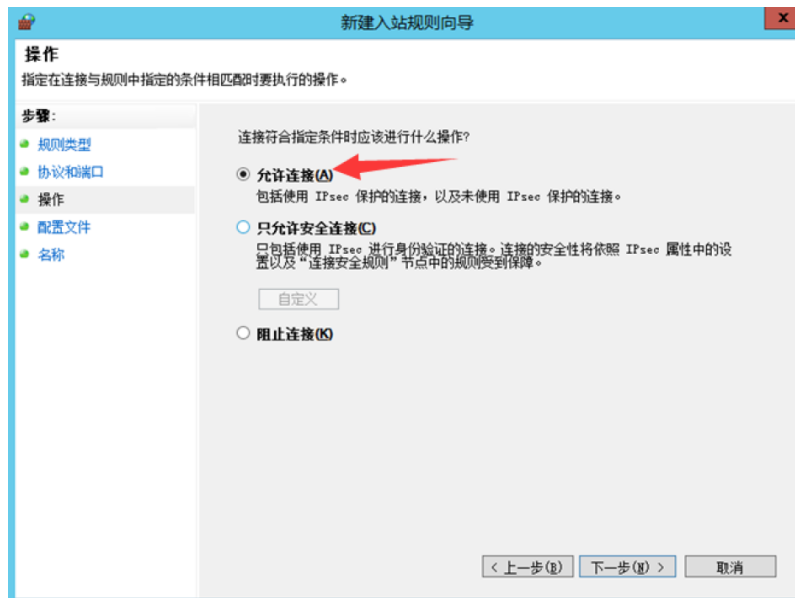 新建入站规则向导
x
操作
指定在连接与规则中指定的条件相匹配时要执行的操作。
步骤:
规则类型
协议和端口
操作
配置文件
名称
连接符合指定条件时应该进行什么操作?
允许连接(A)
包括使用 IPsec 保护的连接，以及未使用 IPsec 保护的连接。
只允许安全连接(C)
只包括使用 IPsec 进行身份验证的连接。连接的安全性将依照 IPsec 属性中的设
置以及“连接安全规则”节点中的规则受到保障。
自定义
阻止连接(K)
< 上一步(B)
下一步(N) >
取消